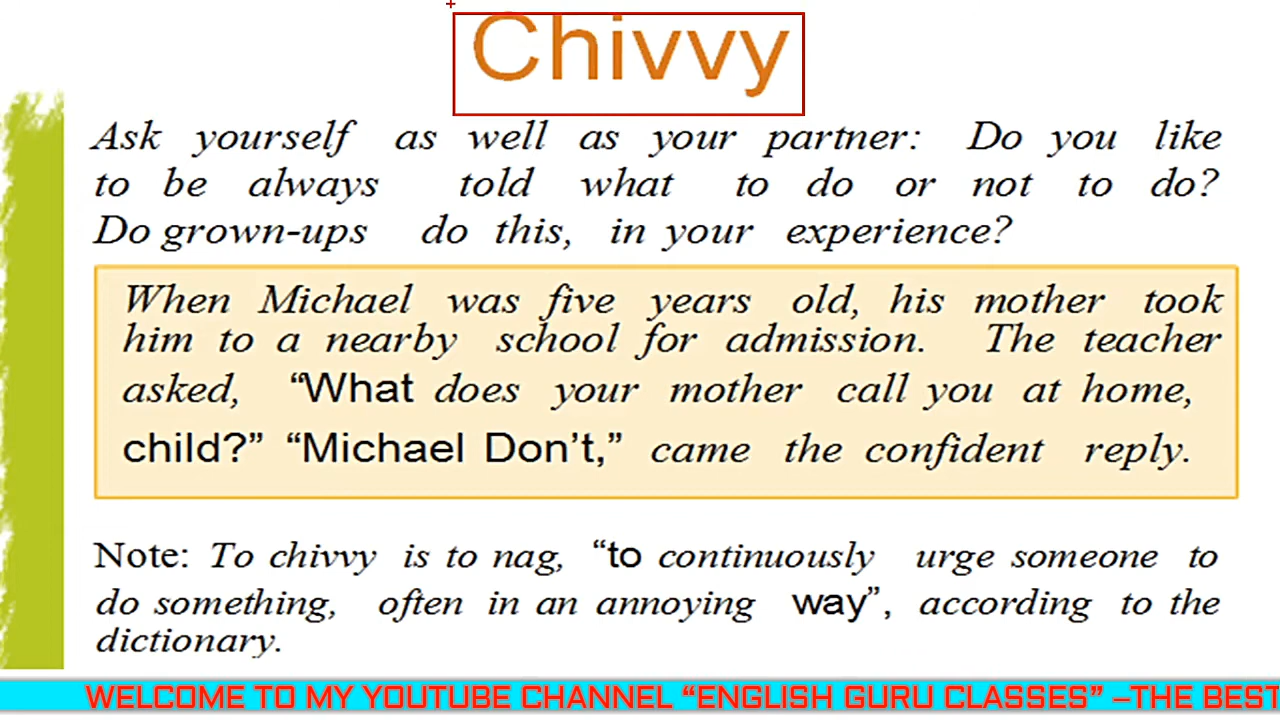 Chivvy
Ask yourself as well as your partner: Do you like
to be always told what to do or not to do?
Do grown-ups do this, in your experience?
When Michael was five years old, his mother took
him to a nearby school for admission. The teacher
asked, “What does your mother call you at home,
child?” “Michael Don’t,” came the confident reply.
Note: To chivvy is to nag, “to continuously urge someone to
do something, often in an annoying way”, according to the
dictionary.
WELCOME TO MY YOUTUBE CHANNEL “ENGLISH GURU CLASSES” –THE BEST